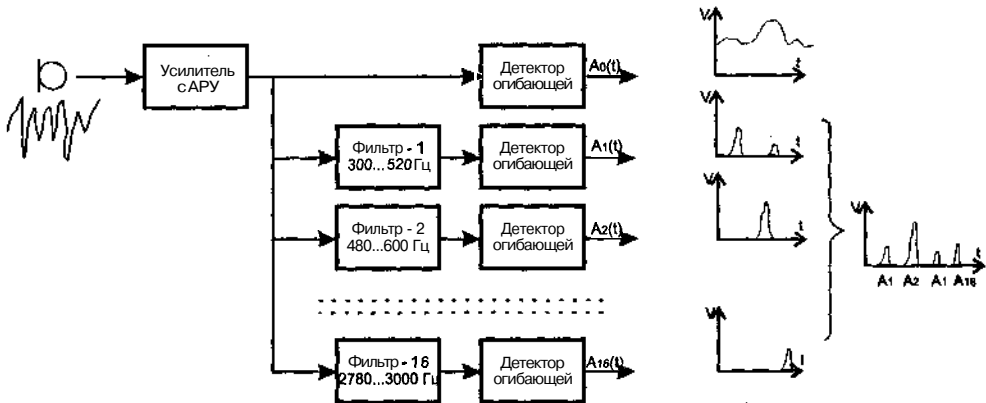 Усилитель
с АРУ
Детектор
огибающей
A0(t)
V
t
Фильтр - 1
300... 520 Гц
Детектор
огибающей
A1(t)
V
t
Фильтр - 2
480...600 Гц
Детектор
огибающей
A2(t)
V
t
V
t
A1 A2 A1 A16
Фильтр - 16
2780...3000 Гц
Детектор
огибающей
A16(t)
V
t